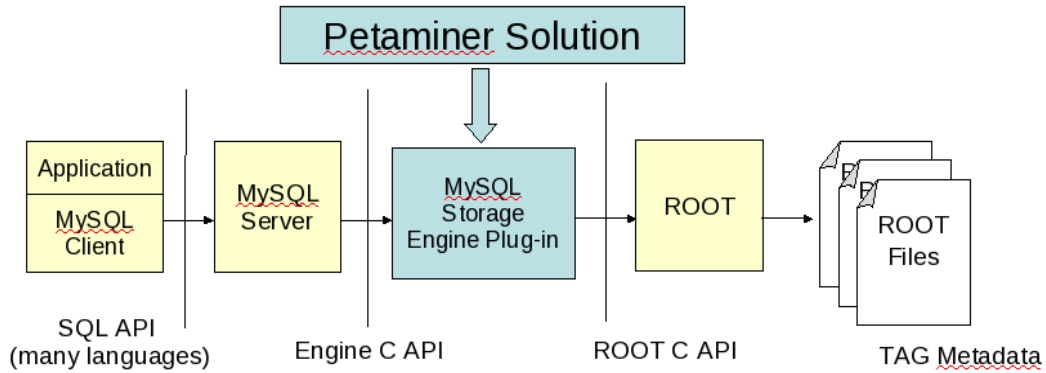 Petaminer Solution
Application
MySQL
Client
MySQL
Server
MySQL
Storage
Engine Plug-in
ROOT
ROOT
Files
SQL API
(many languages)
Engine C API
ROOT C API
TAG Metadata